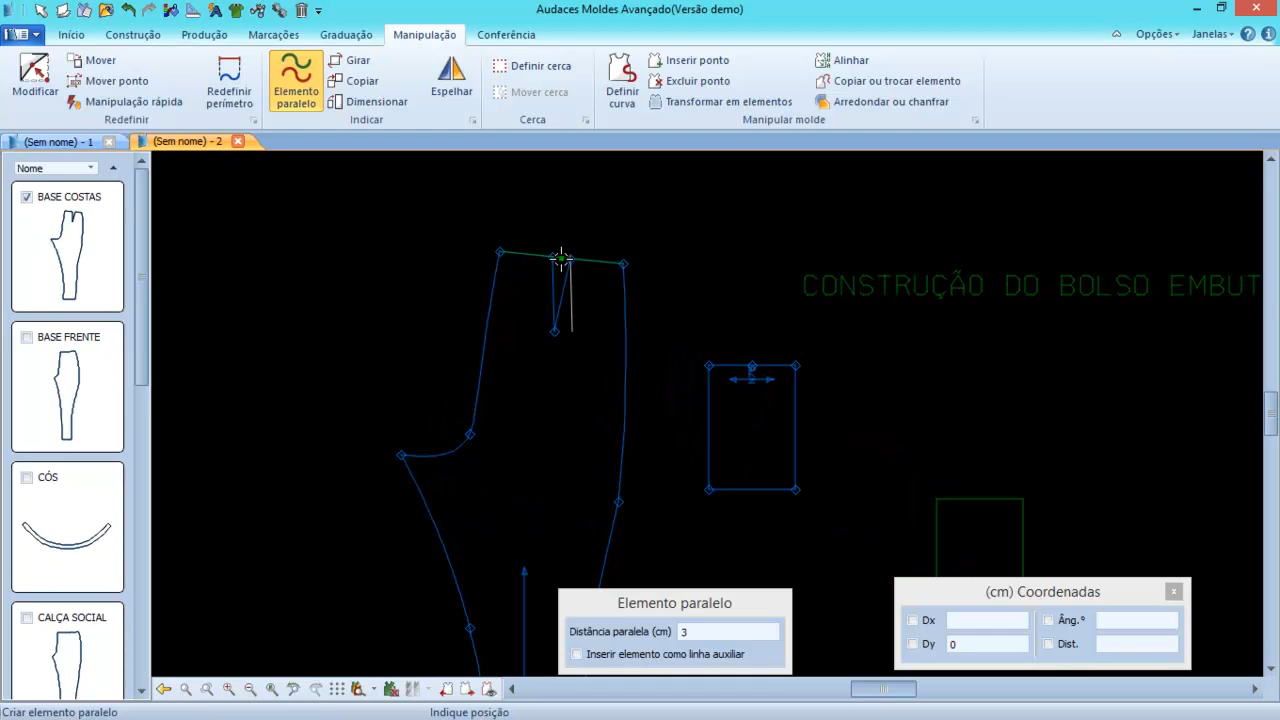 Audaces Moldes Avançado(Versão demo)
Início
Construção
Produção
Marcações
Graduação
Manipulação
Conferência
Opções
Janelas
Modificar
Mover
Mover ponto
Manipulação rápida
Redefinir
perímetro
Redefinir
Elemento
paralelo
Girar
Copiar
Dimensionar
Espelhar
Indicar
Definir cerca
Mover cerca
Cerca
Definir
curva
Inserir ponto
Excluir ponto
Transformar em elementos
Alinhar
Copiar ou trocar elemento
Arredondar ou chanfrar
Manipular molde
(Sem nome) - 1
(Sem nome) - 2
Nome
BASE COSTAS
BASE FRENTE
CÓS
CALÇA SOCIAL
CONSTRUÇÃO DO BOLSO EMBUT
Elemento paralelo
Distância paralela (cm) 3
Inserir elemento como linha auxiliar
(cm) Coordenadas
Dx
Âng.°
Dy 0
Dist.
Criar elemento paralelo
Indique posição